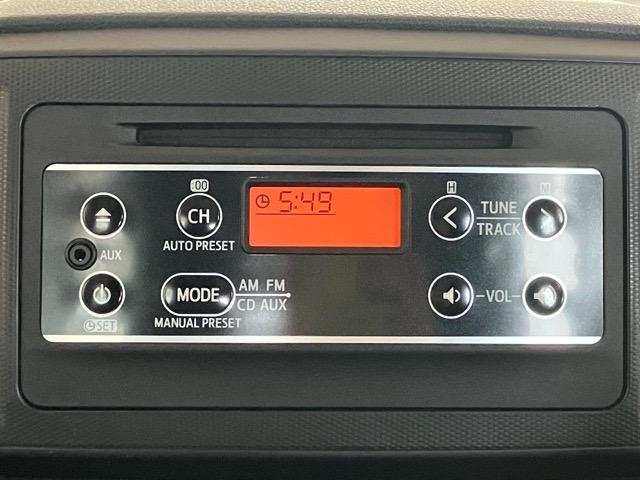 :00
H
M
5:49
CH
TUNE
TRACK
AUTO PRESET
AUX
MODE
AM FM
CD AUX
VOL
SET
MANUAL PRESET